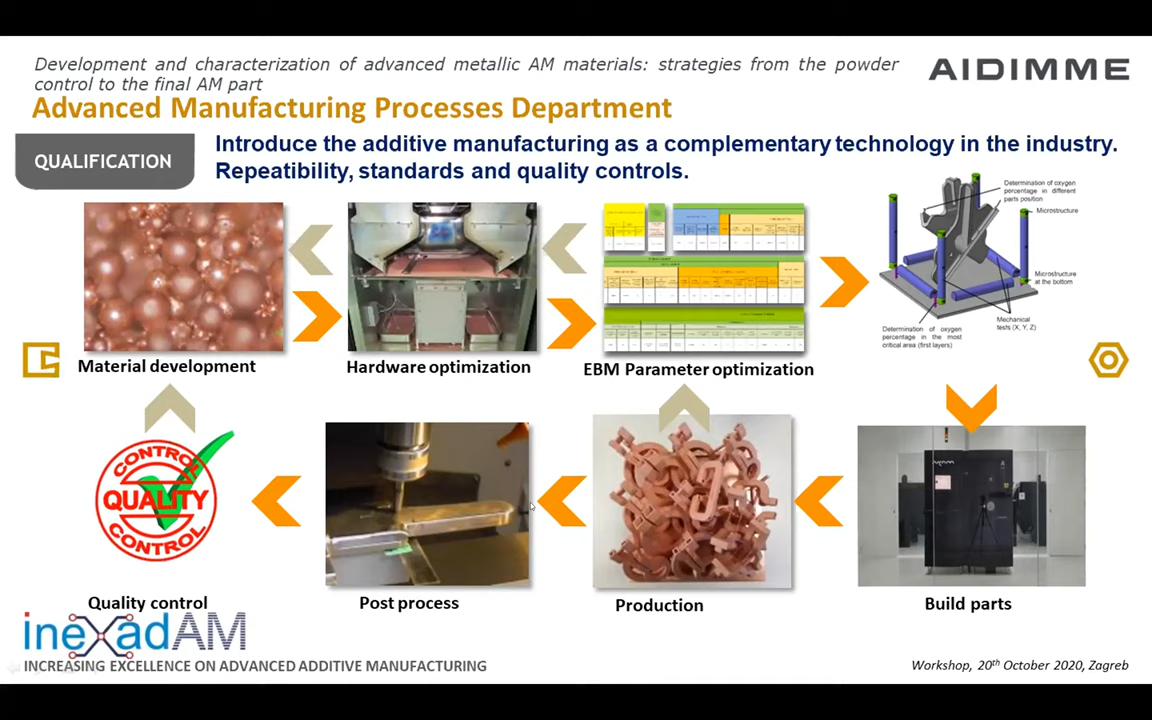 Development and characterization of advanced metallic AM materials: strategies from the powder
control to the final AM part
AIDIMME
Advanced Manufacturing Processes Department
QUALIFICATION
Introduce the additive manufacturing as a complementary technology in the industry.
Repeatibility, standards and quality controls.
Determination of oxygen
percentage in different
parts position
Microstructure
Microstructure
at the bottom
Mechanical
tests (X, Y, Z)
Determination of oxygen
percentage in the most
critical area (first layers)
Material development
Hardware optimization
EBM Parameter optimization
CONTROL
QUALITY
CONTROL
Quality control
Post process
Production
Build parts
inexadAM
INCREASING EXCELLENCE ON ADVANCED ADDITIVE MANUFACTURING
Workshop, 20th October 2020, Zagreb